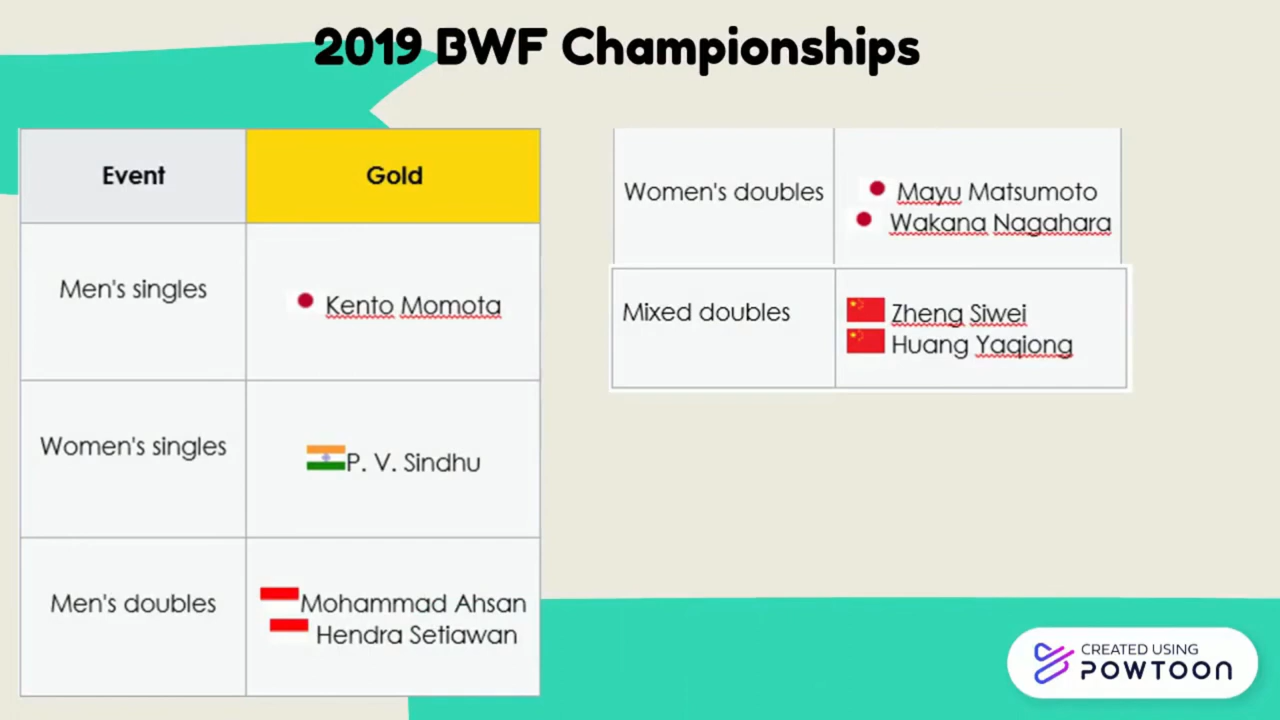 2019 BWF Championships
Event
Gold
Men's singles
Kento Momota
Women's singles
P. V. Sindhu
Men's doubles
Mohammad Ahsan
Hendra Setiawan
Women's doubles
Mayu Matsumoto
Wakana Nagahara
Mixed doubles
Zheng Siwei
Huang Yaqiong
CREATED USING
POWTOON